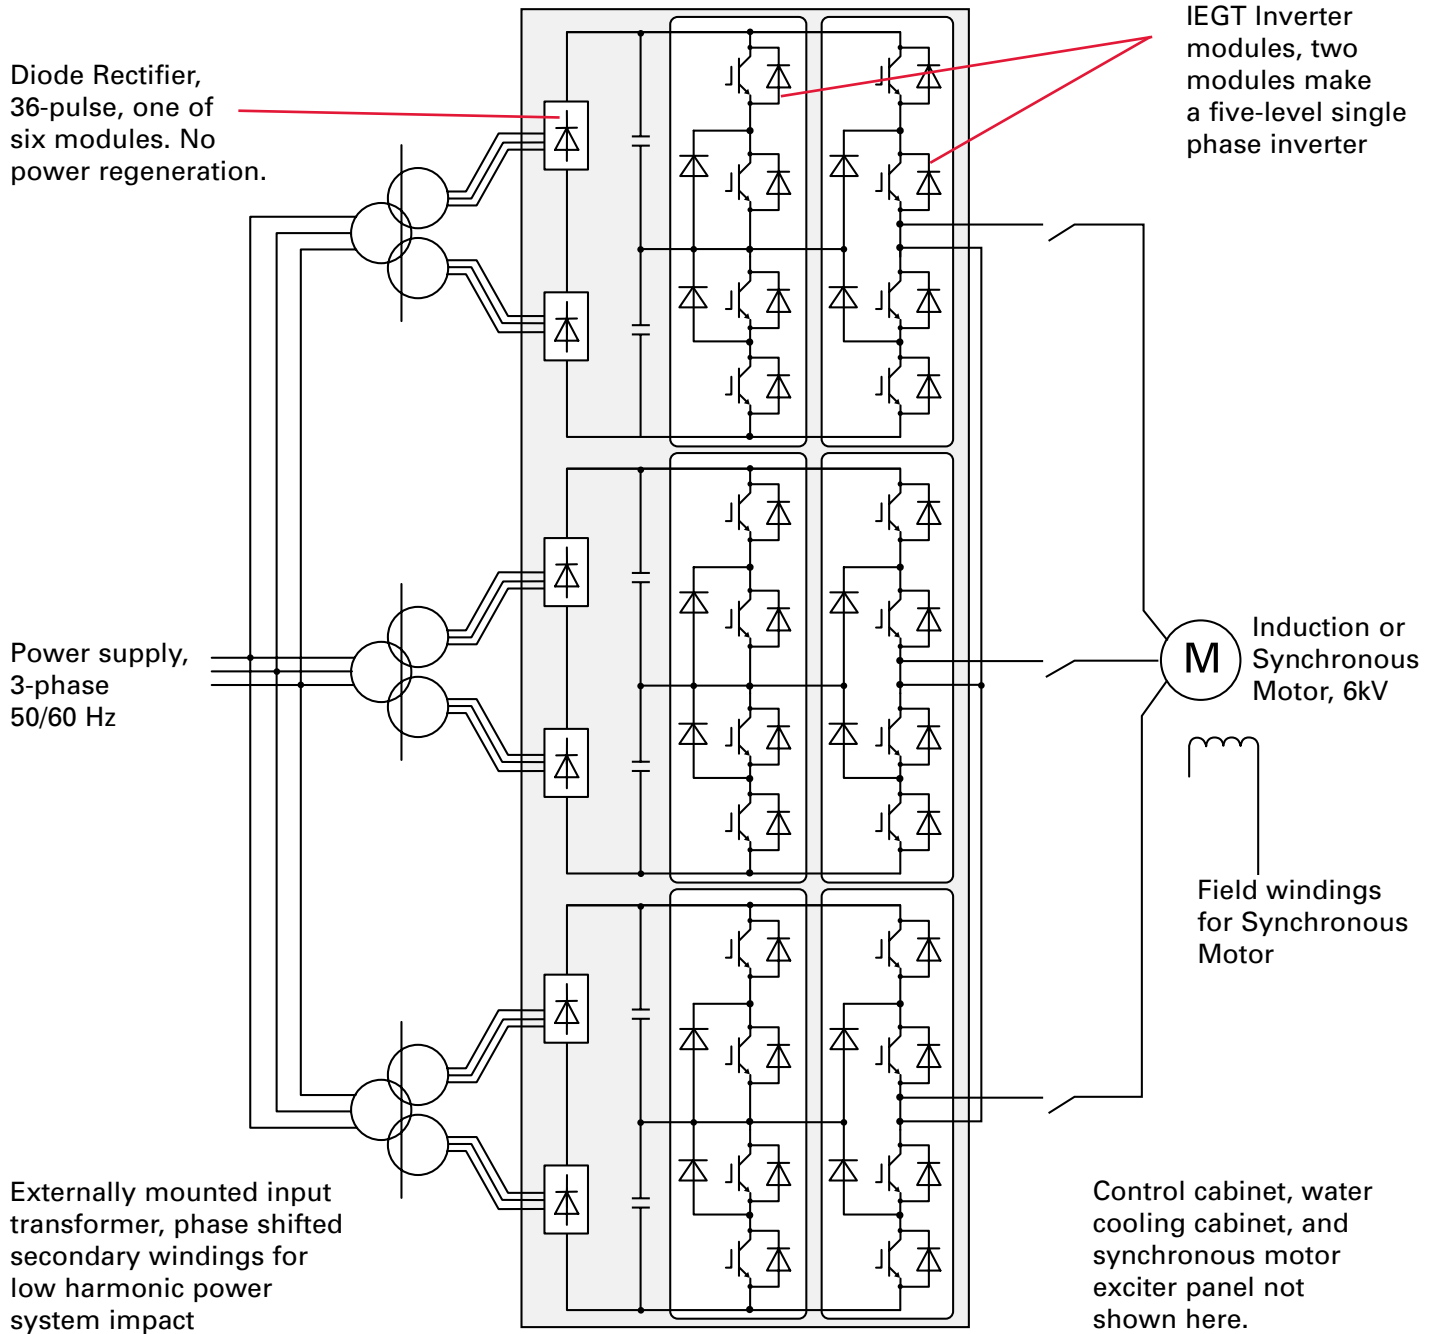 Diode Rectifier,
36-pulse, one of
six modules. No
power regeneration.
IEGT Inverter
modules, two
modules make
a five-level single
phase inverter
Power supply,
3-phase
50/60 Hz
M
Induction or
Synchronous
Motor, 6kV
Field windings
for Synchronous
Motor
Externally mounted input
transformer, phase shifted
secondary windings for
low harmonic power
system impact
Control cabinet, water
cooling cabinet, and
synchronous motor
exciter panel not
shown here.